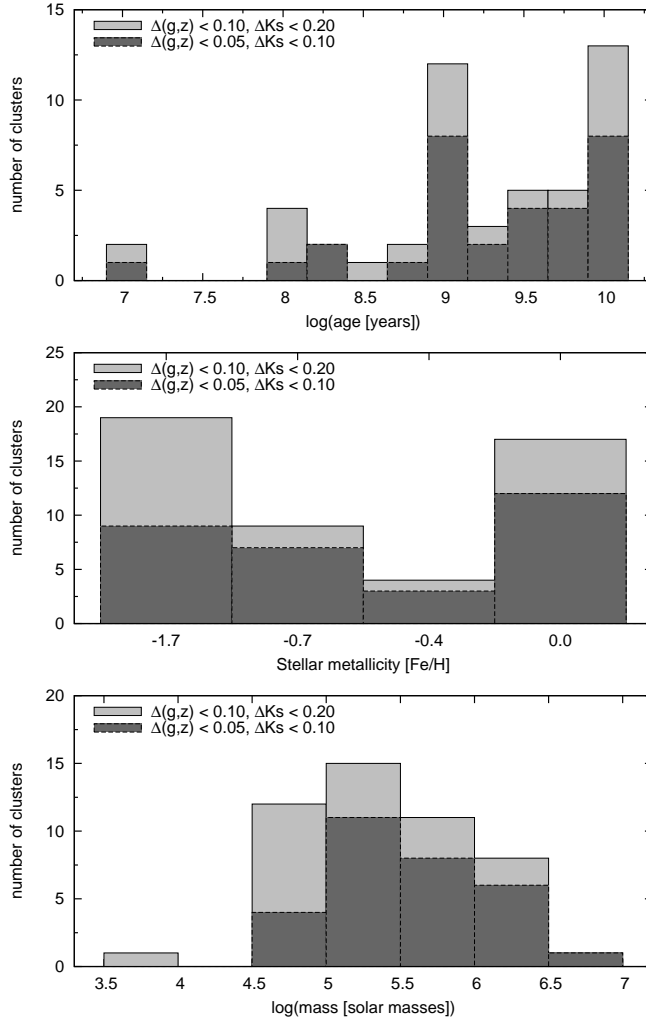 15
10
5
0
number of clusters
Δ(g,z) < 0.10, ΔKs < 0.20
Δ(g,z) < 0.05, ΔKs < 0.10
7 7.5 8 8.5 9 9.5 10
log(age [years])
25
20
15
10
5
0
number of clusters
Δ(g,z) < 0.10, ΔKs < 0.20
Δ(g,z) < 0.05, ΔKs < 0.10
-1.7 -0.7 -0.4 0.0
Stellar metallicity [Fe/H]
20
15
10
5
0
number of clusters
Δ(g,z) < 0.10, ΔKs < 0.20
Δ(g,z) < 0.05, ΔKs < 0.10
3.5 4 4.5 5 5.5 6 6.5 7
log(mass [solar masses])